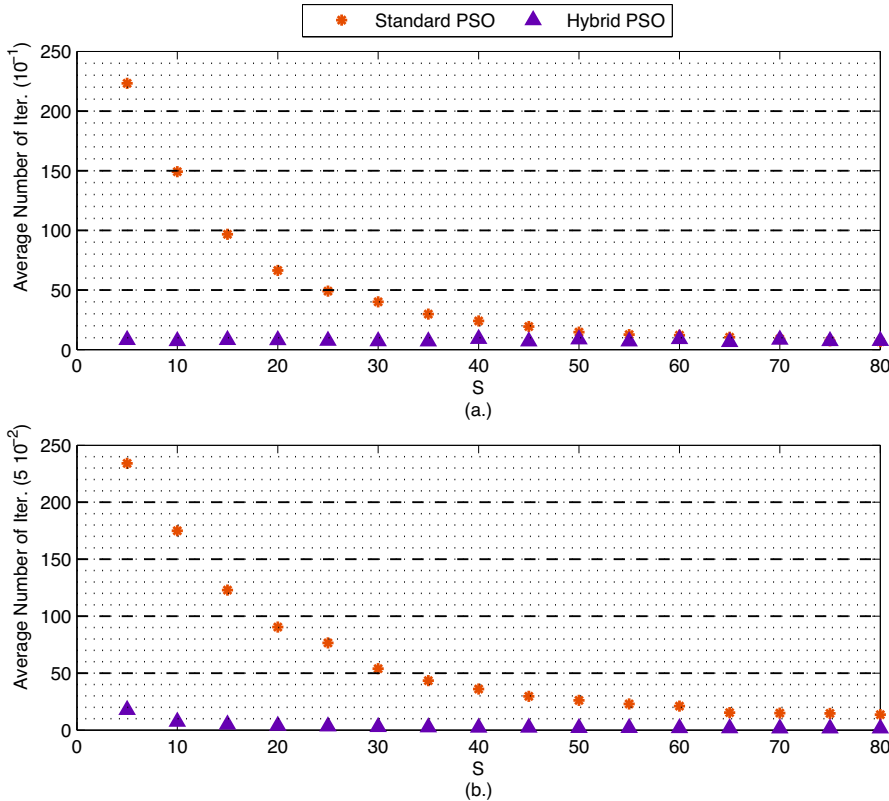 Standard PSO Hybrid PSO
250
200
150
100
50
0
Average Number of Iter. (10⁻¹)
0 10 20 30 40 50 60 70 80
S
(a.)
250
200
150
100
50
0
Average Number of Iter. (5 10⁻²)
0 10 20 30 40 50 60 70 80
S
(b.)